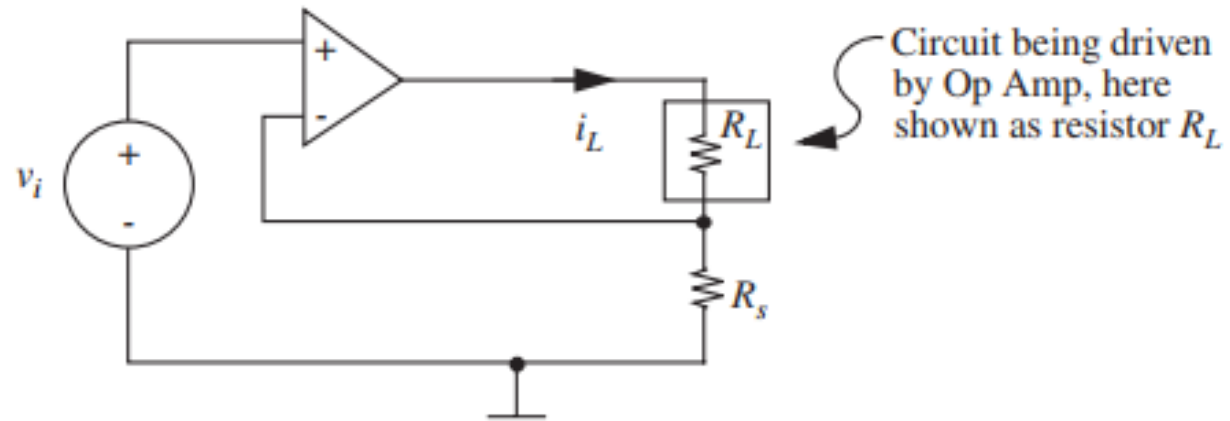 +
-
v_i
+
-
i_L
R_L
R_s
Circuit being driven
by Op Amp, here
shown as resistor R_L